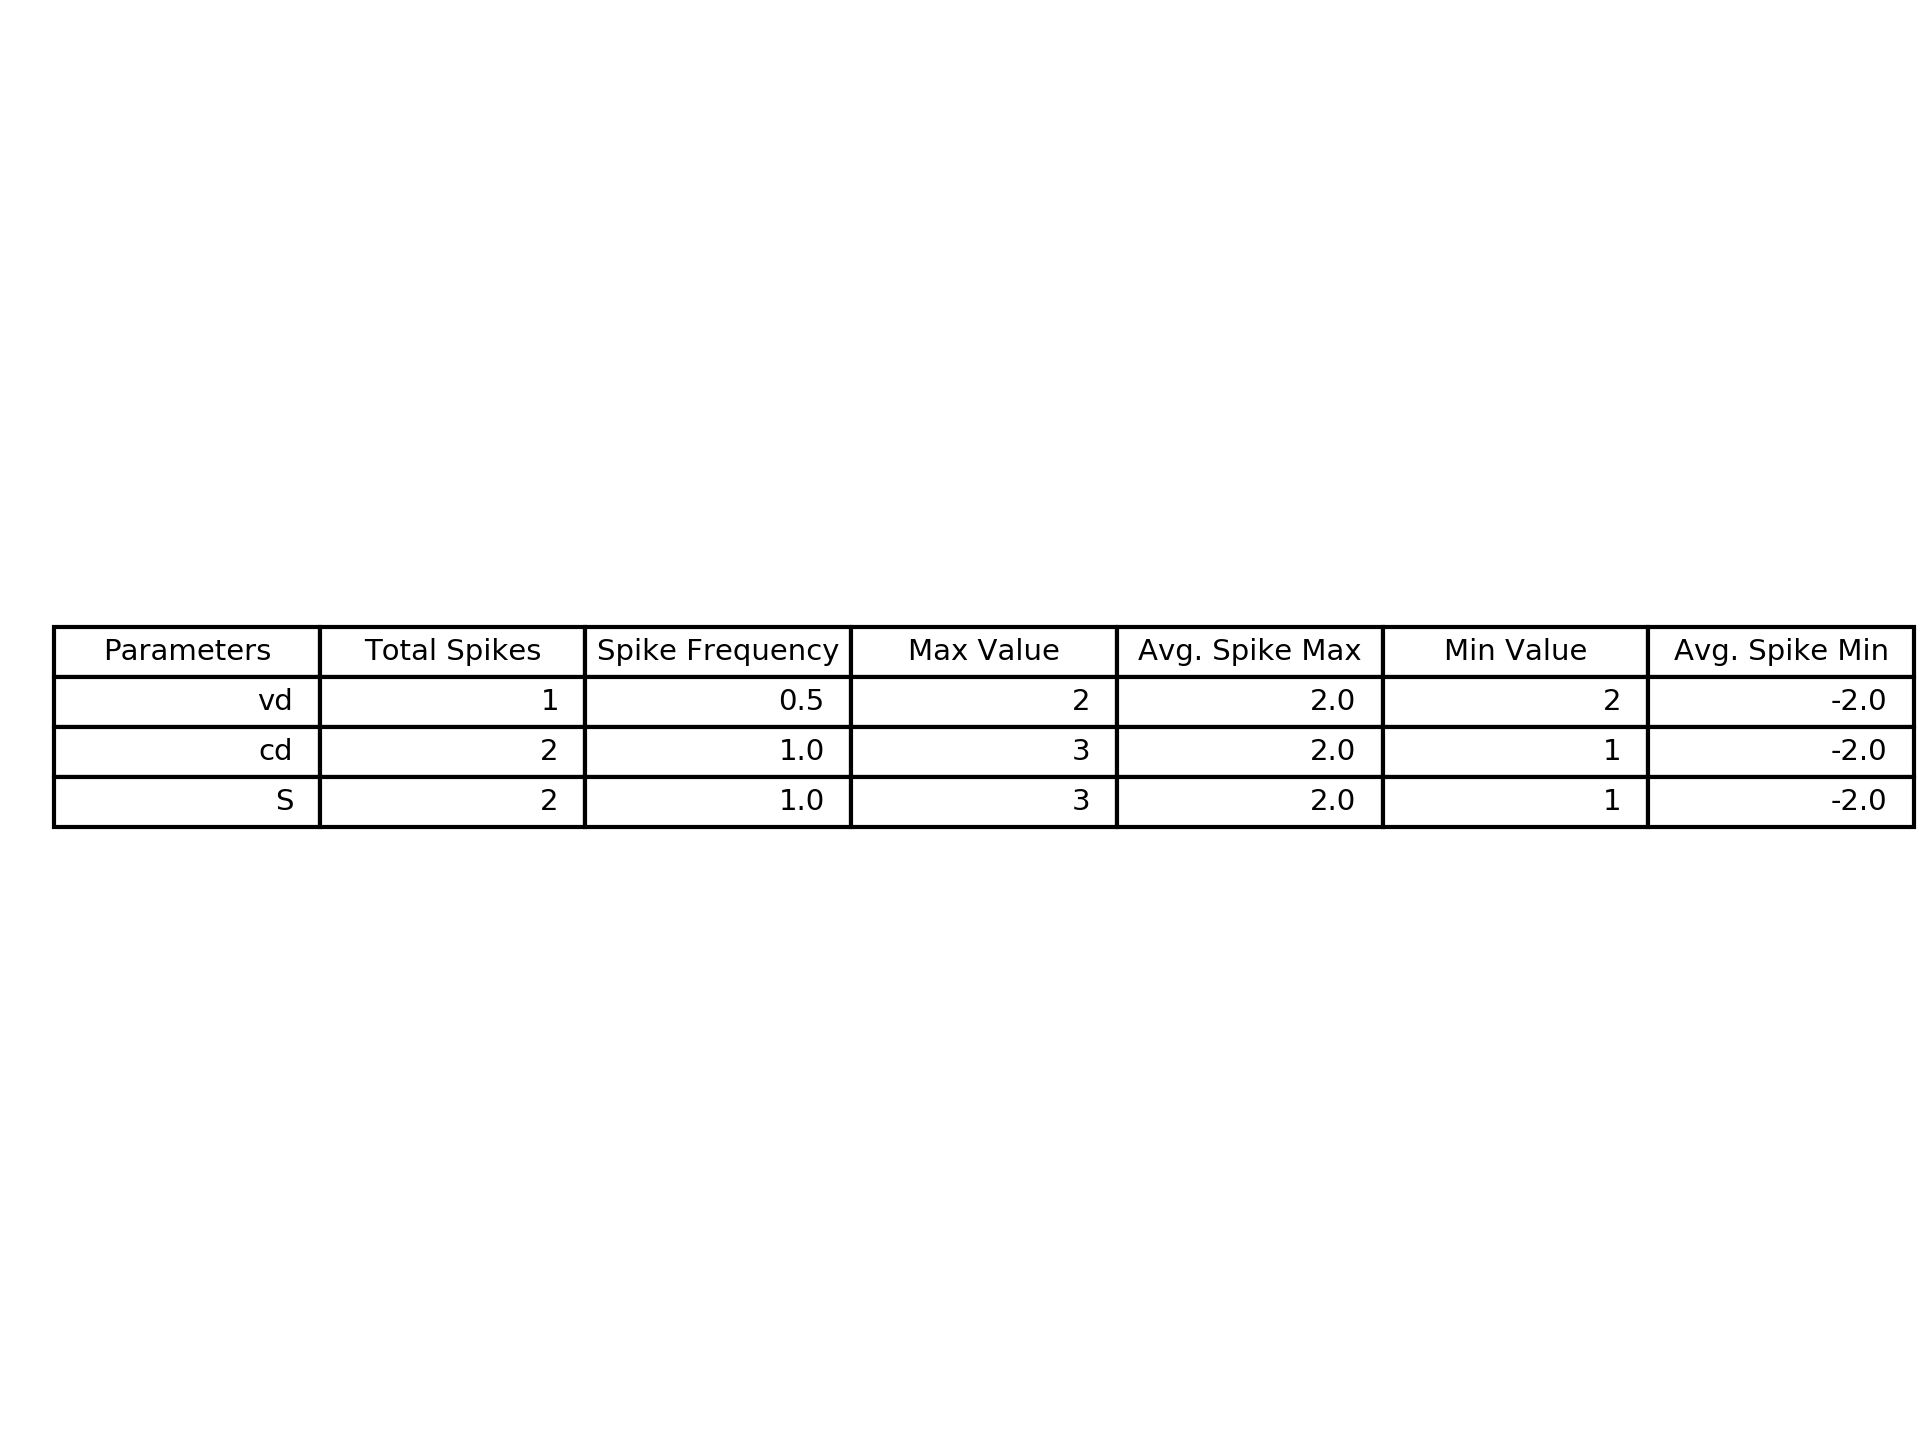 Parameters Total Spikes Spike Frequency Max Value Avg. Spike Max Min Value Avg. Spike Min
vd 1 0.5 2 2.0 2 -2.0
cd 2 1.0 3 2.0 1 -2.0
S 2 1.0 3 2.0 1 -2.0